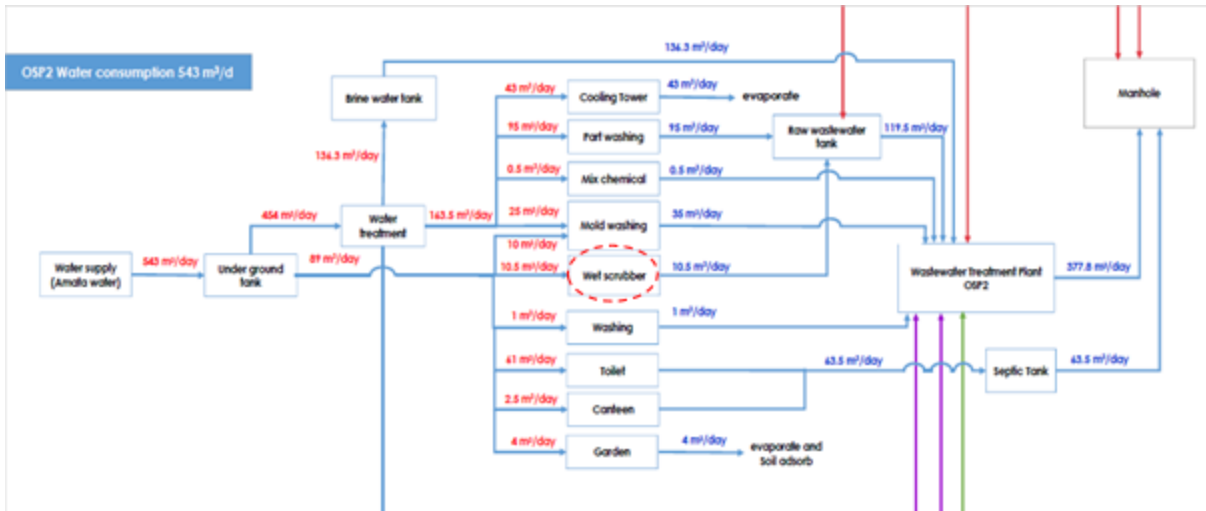 OSP2 Water consumption 543 m³/d
136.3 m³/day
Brine water tank
43 m³/day
Cooling Tower
43 m³/day
evaporate
Manhole
95 m³/day
Part washing
95 m³/day
Raw wastewater
tank
119.5 m³/day
136.3 m³/day
0.5 m³/day
Mix chemical
0.5 m³/day
454 m³/day
Water
treatment
163.5 m³/day
25 m³/day
Mold washing
35 m³/day
10 m³/day
Water supply
(Amata water)
543 m³/day
Under ground
tank
89 m³/day
10.5 m³/day
Wet scrubber
10.5 m³/day
Wastewater Treatment Plant
OSP2
377.8 m³/day
1 m³/day
Washing
1 m³/day
61 m³/day
Toilet
63.5 m³/day
Septic Tank
63.5 m³/day
2.5 m³/day
Canteen
4 m³/day
Garden
4 m³/day
evaporate and
Soil adsorb